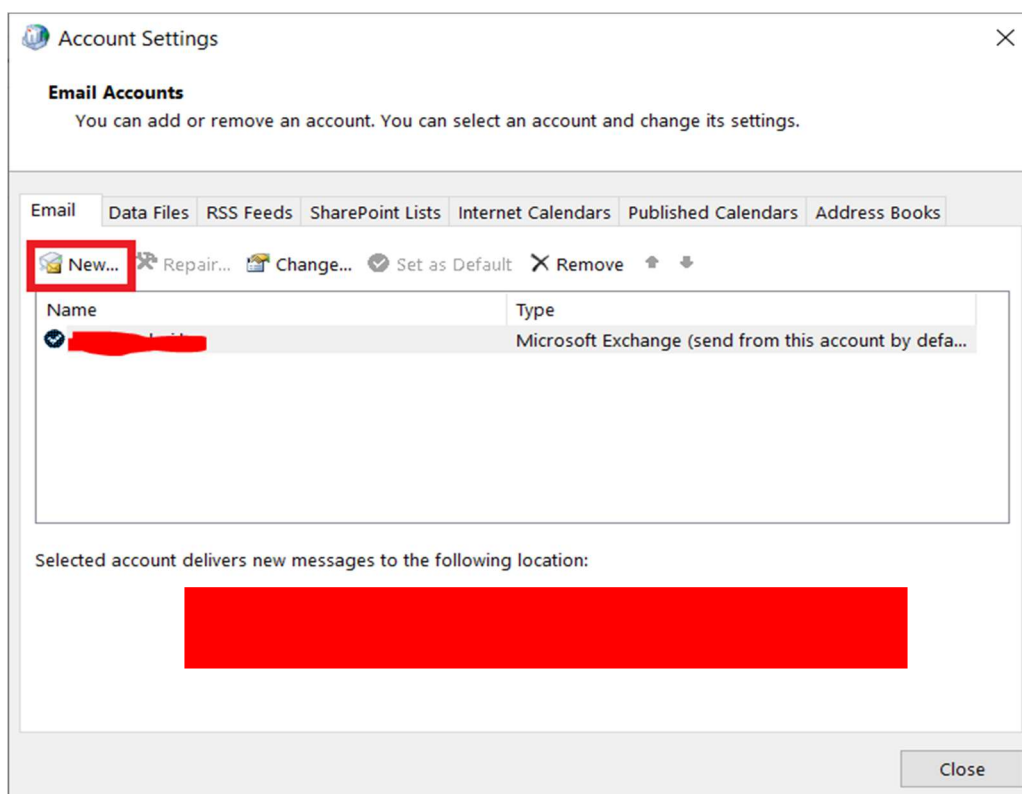 Account Settings
Email Accounts
You can add or remove an account. You can select an account and change its settings.
Email Data Files RSS Feeds SharePoint Lists Internet Calendars Published Calendars Address Books
New... Repair... Change... Set as Default Remove
Name Type
Microsoft Exchange (send from this account by defa...
Selected account delivers new messages to the following location:
Close